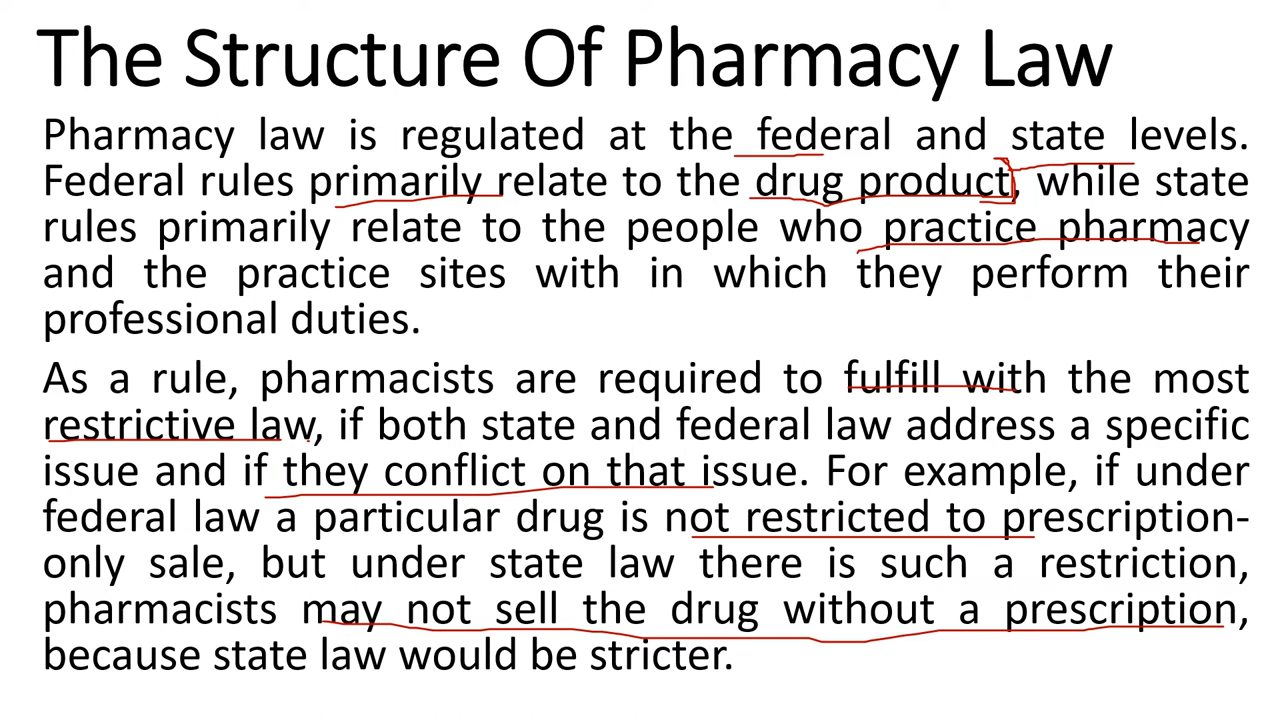 The Structure Of Pharmacy Law
Pharmacy law is regulated at the federal and state levels.
Federal rules primarily relate to the drug product, while state
rules primarily relate to the people who practice pharmacy
and the practice sites with in which they perform their
professional duties.
As a rule, pharmacists are required to fulfill with the most
restrictive law, if both state and federal law address a specific
issue and if they conflict on that issue. For example, if under
federal law a particular drug is not restricted to prescription-
only sale, but under state law there is such a restriction,
pharmacists may not sell the drug without a prescription,
because state law would be stricter.